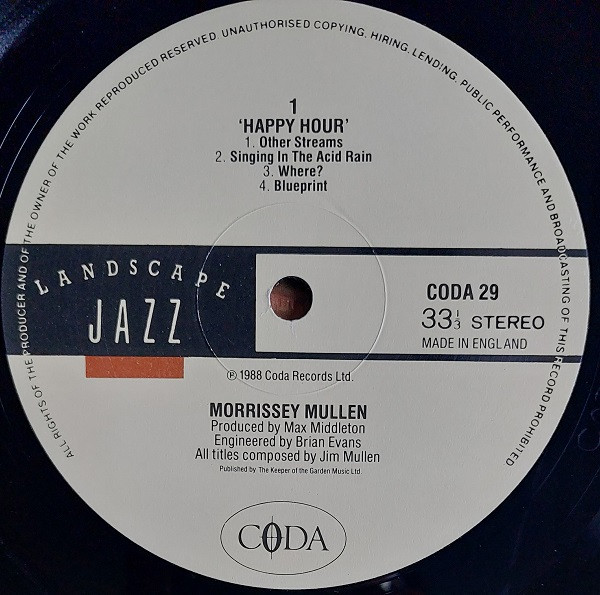 ALL RIGHTS OF THE PRODUCER AND OF THE OWNER OF THE WORK REPRODUCED RESERVED. UNAUTHORISED COPYING, HIRING, LENDING, PUBLIC PERFORMANCE AND BROADCASTING OF THIS RECORD PROHIBITED
1
'HAPPY HOUR'
1. Other Streams
2. Singing In The Acid Rain
3. Where?
4. Blueprint
LANDSCAPE
JAZZ
CODA 29
33⅓ STEREO
MADE IN ENGLAND
℗ 1988 Coda Records Ltd.
MORRISSEY MULLEN
Produced by Max Middleton
Engineered by Brian Evans
All titles composed by Jim Mullen
Published by The Keeper of the Garden Music Ltd
CODA